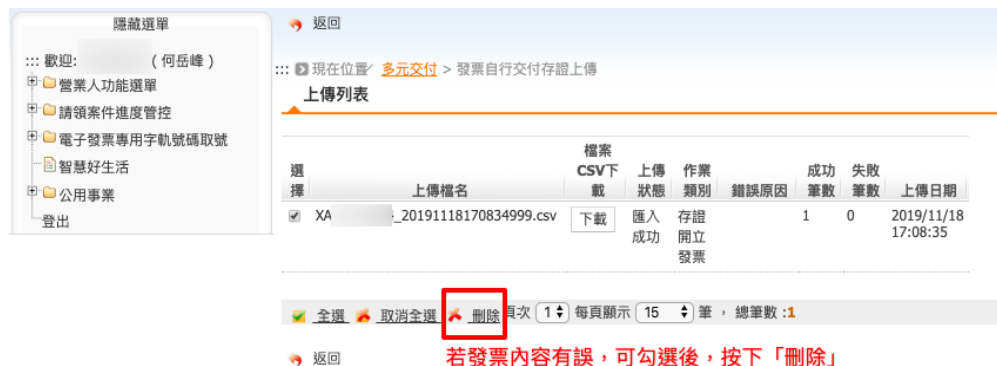 隱藏選單
::: 歡迎: ( 何岳峰 )
營業人功能選單
請領案件進度管控
電子發票專用字軌號碼取號
智慧好生活
公用事業
登出
返回
::: 現在位置/ 多元交付 > 發票自行交付存證上傳
上傳列表
選擇 上傳檔名 檔案CSV下載 上傳狀態 作業類別 錯誤原因 成功筆數 失敗筆數 上傳日期
XA _20191118170834999.csv 下載 匯入成功 存證開立發票 1 0 2019/11/18 17:08:35
全選 取消全選 刪除 頁次 1 每頁顯示 15 筆 , 總筆數 :1
返回 若發票內容有誤,可勾選後,按下「刪除」